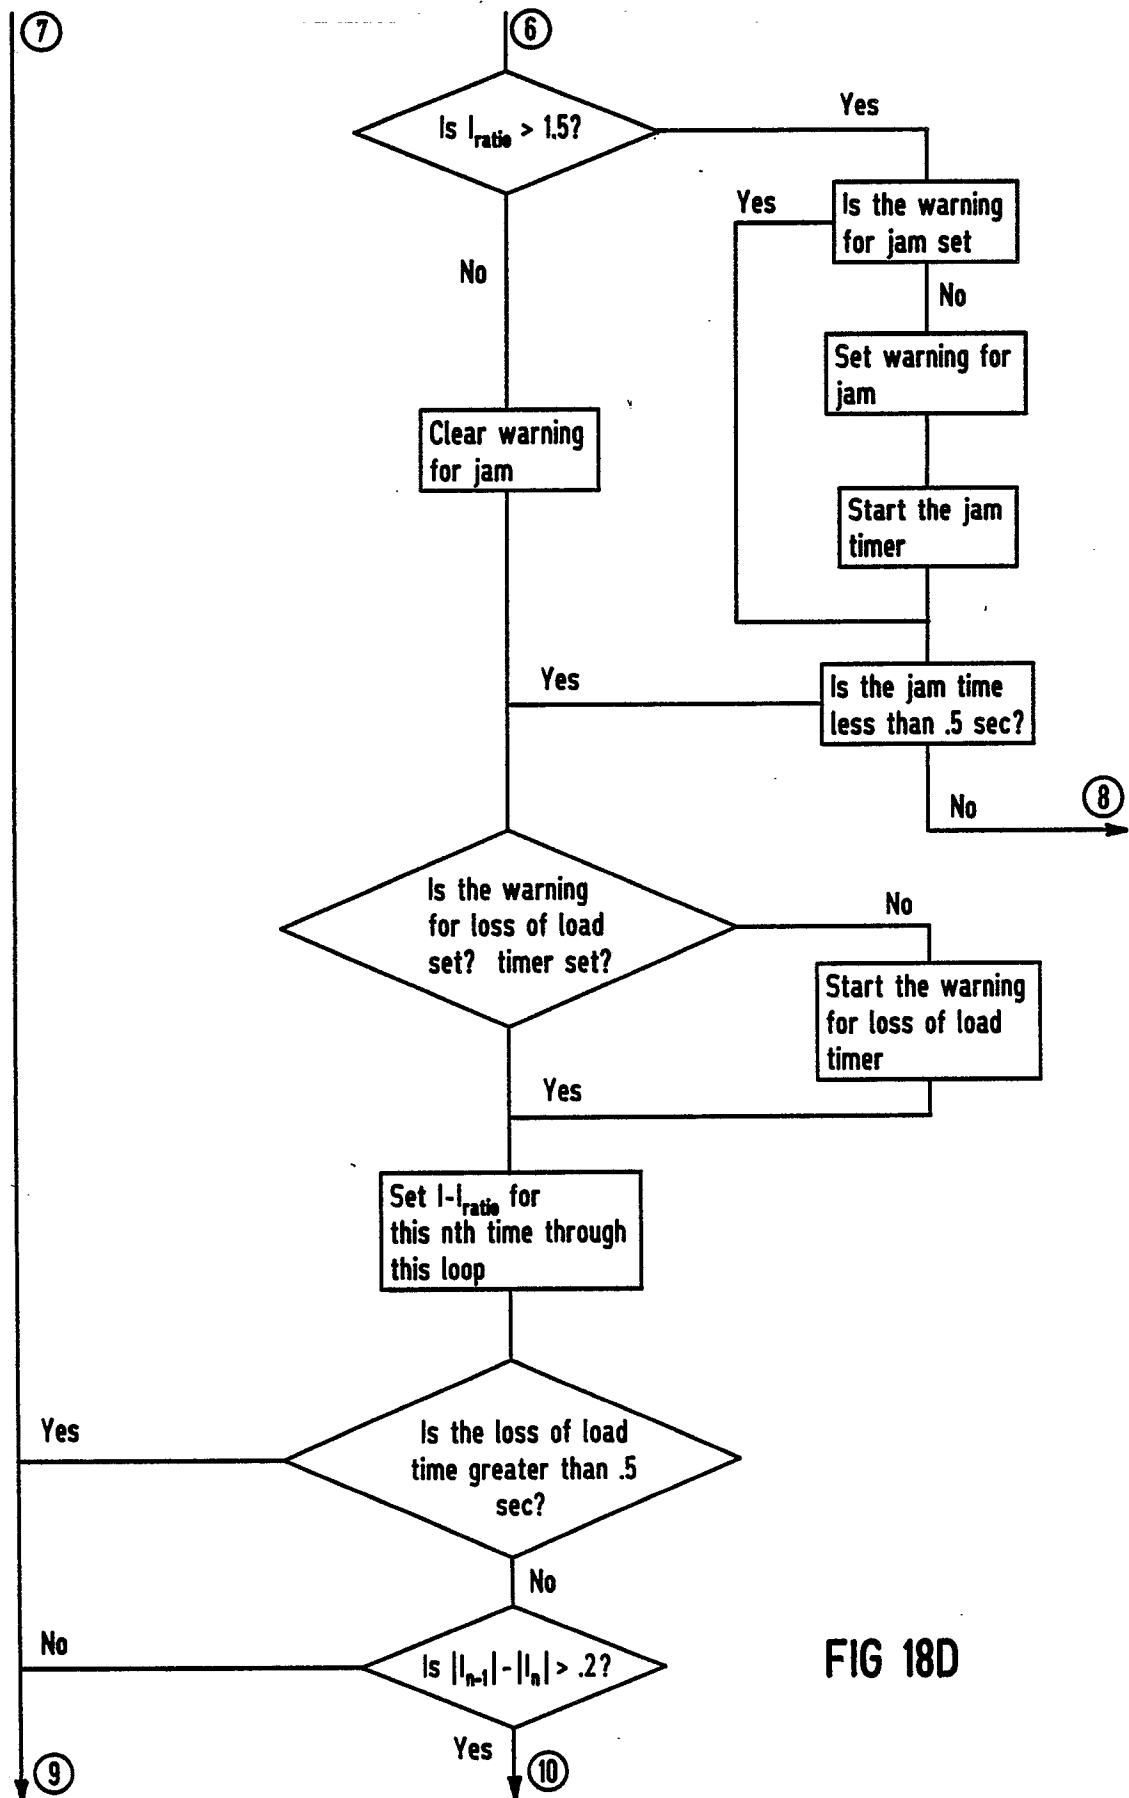 7
6
Is I_ratio > 1.5?
Yes
Is the warning
for jam set
Yes
No
No
Set warning for
jam
Clear warning
for jam
Start the jam
timer
Yes
Is the jam time
less than .5 sec?
No
8
Is the warning
for loss of load
set? timer set?
No
Start the warning
for loss of load
timer
Yes
Set I-I_ratio for
this nth time through
this loop
Yes
Is the loss of load
time greater than .5
sec?
No
No
Is |I_n-1|-|I_n| > .2?
FIG 18D
Yes
9
10